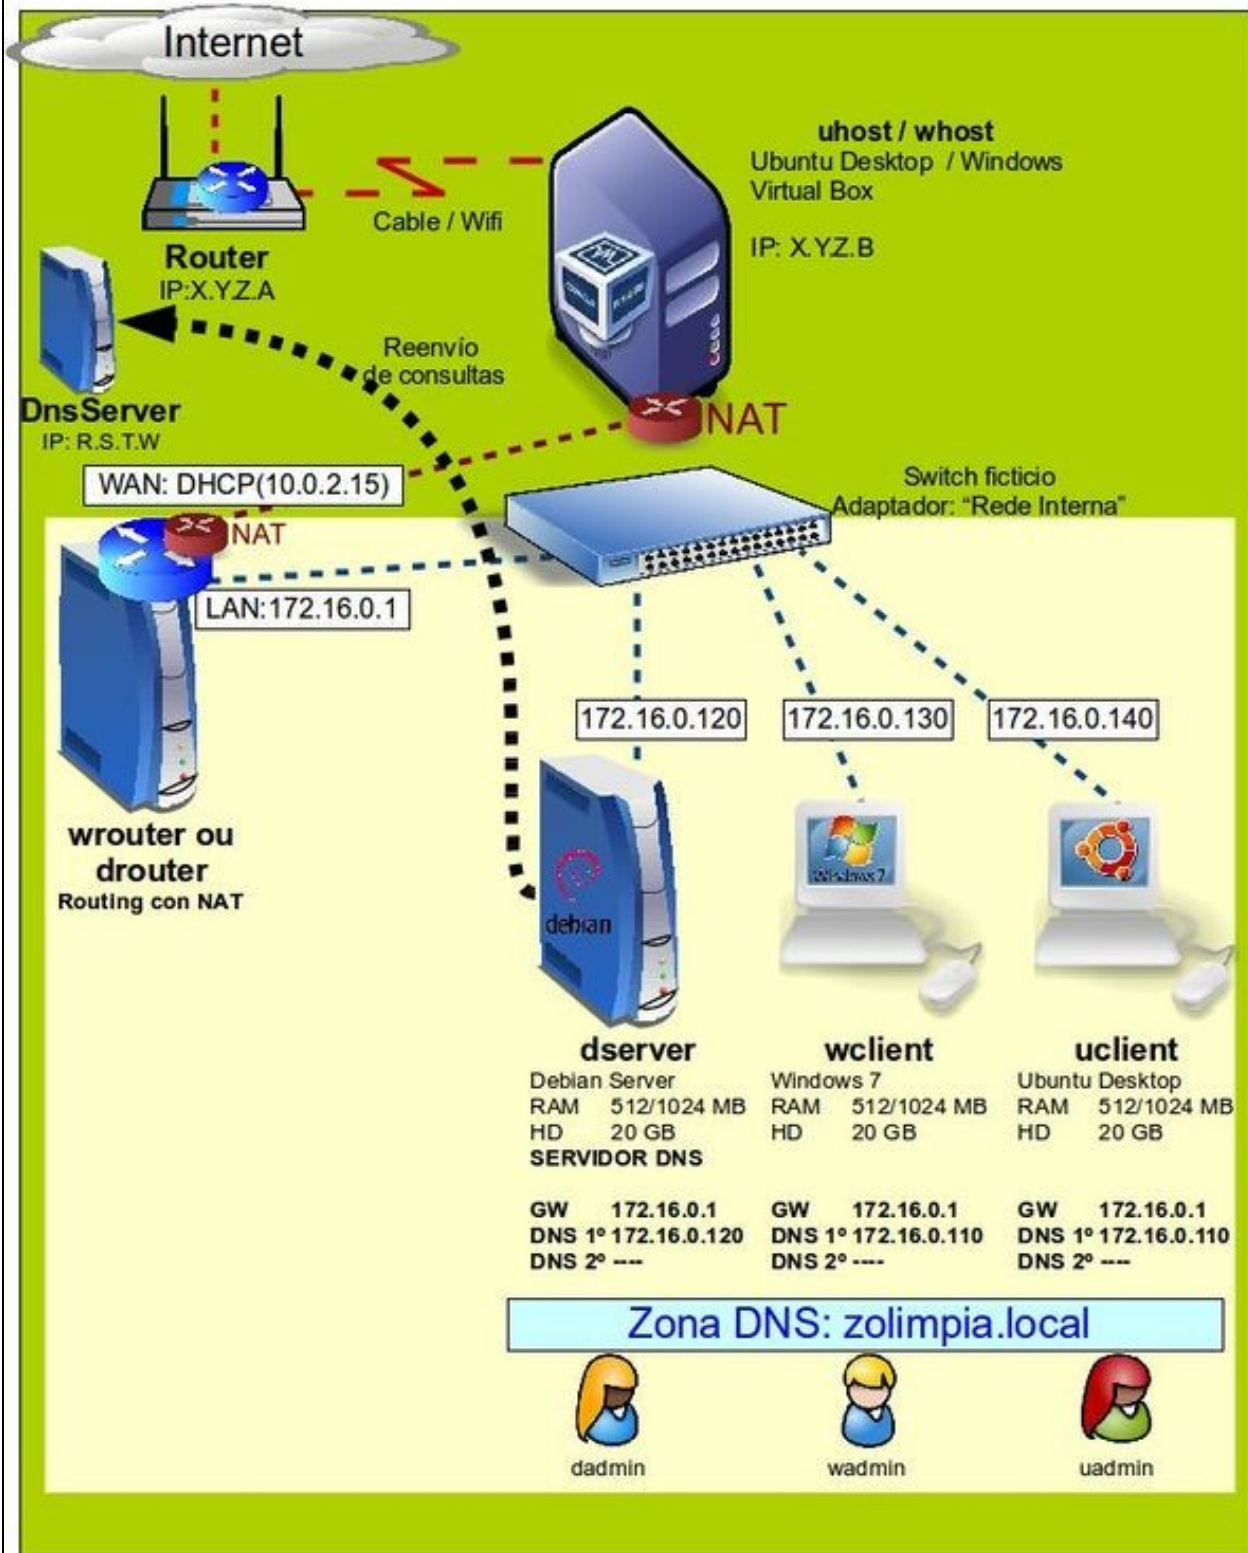 Internet
uhost / whost
Ubuntu Desktop / Windows
Virtual Box
IP: X.Y.Z.B
Cable / Wifi
Router
IP:X.Y.Z.A
Reenvío
de consultas
DnsServer
IP: R.S.T.W
NAT
WAN: DHCP(10.0.2.15)
Switch ficticio
Adaptador: “Rede Interna”
NAT
LAN:172.16.0.1
172.16.0.120
172.16.0.130
172.16.0.140
wrouter ou
drouter
Routing con NAT
debian
Windows 7
dserver
Debian Server
RAM 512/1024 MB
HD 20 GB
SERVIDOR DNS
GW 172.16.0.1
DNS 1º 172.16.0.120
DNS 2º ----
wclient
Windows 7
RAM 512/1024 MB
HD 20 GB
GW 172.16.0.1
DNS 1º 172.16.0.110
DNS 2º ----
uclient
Ubuntu Desktop
RAM 512/1024 MB
HD 20 GB
GW 172.16.0.1
DNS 1º 172.16.0.110
DNS 2º ----
Zona DNS: zolimpia.local
dadmin
wadmin
uadmin